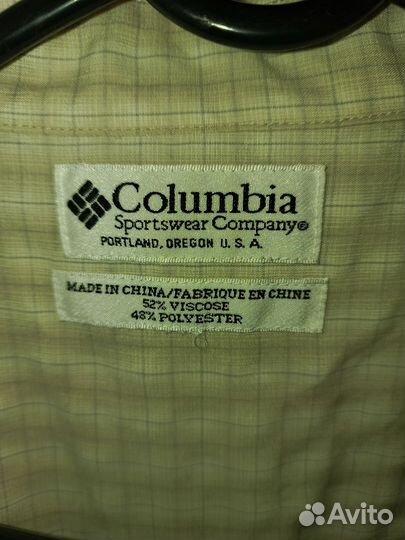 Columbia
Sportswear Company®
PORTLAND, OREGON U.S.A.
MADE IN CHINA/FABRIQUE EN CHINE
52% VISCOSE
48% POLYESTER
Avito